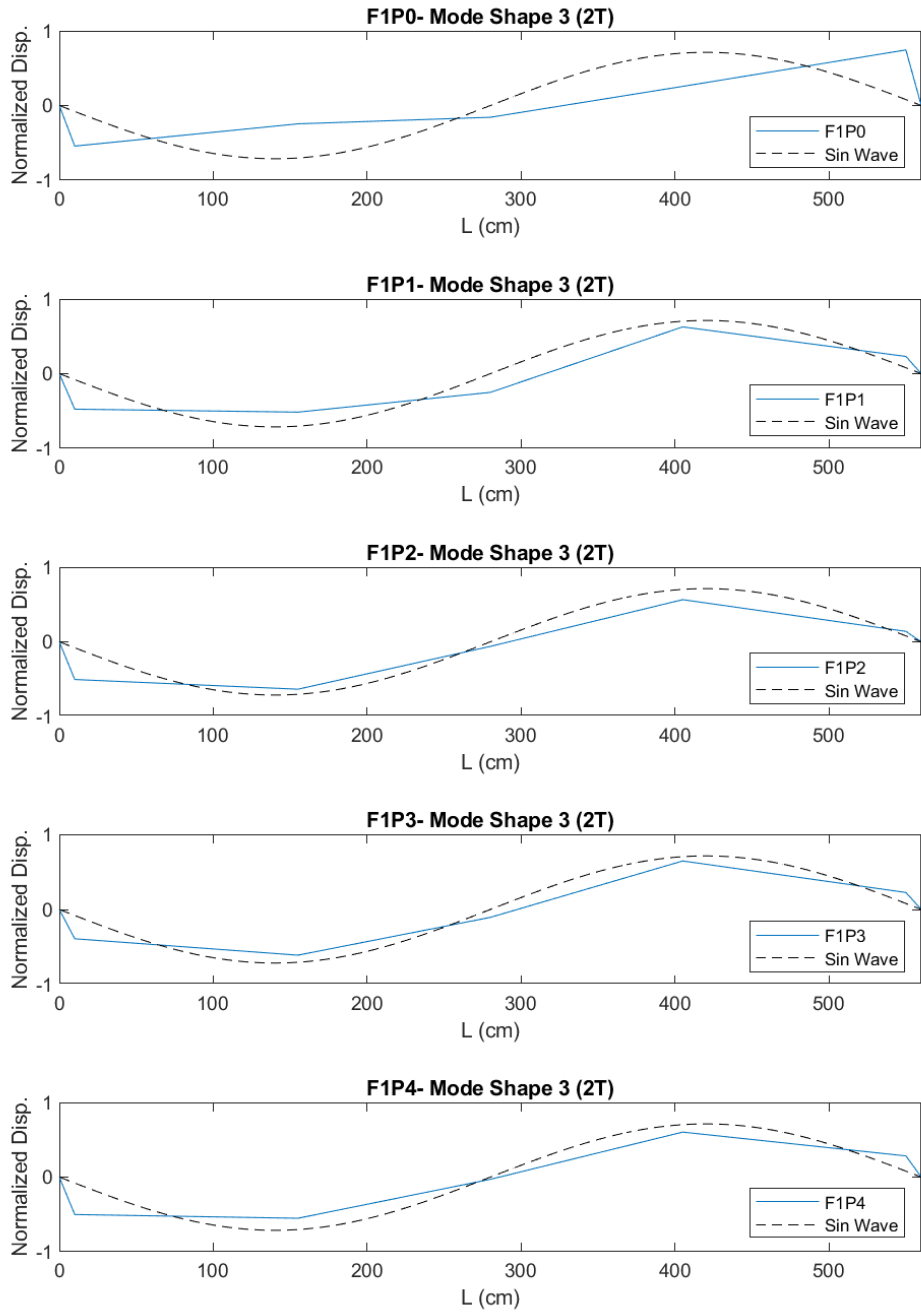 F1P0- Mode Shape 3 (2T)
Normalized Disp.
1
0
-1
0 100 200 300 400 500
L (cm)
F1P0
Sin Wave
F1P1- Mode Shape 3 (2T)
Normalized Disp.
1
0
-1
0 100 200 300 400 500
L (cm)
F1P1
Sin Wave
F1P2- Mode Shape 3 (2T)
Normalized Disp.
1
0
-1
0 100 200 300 400 500
L (cm)
F1P2
Sin Wave
F1P3- Mode Shape 3 (2T)
Normalized Disp.
1
0
-1
0 100 200 300 400 500
L (cm)
F1P3
Sin Wave
F1P4- Mode Shape 3 (2T)
Normalized Disp.
1
0
-1
0 100 200 300 400 500
L (cm)
F1P4
Sin Wave